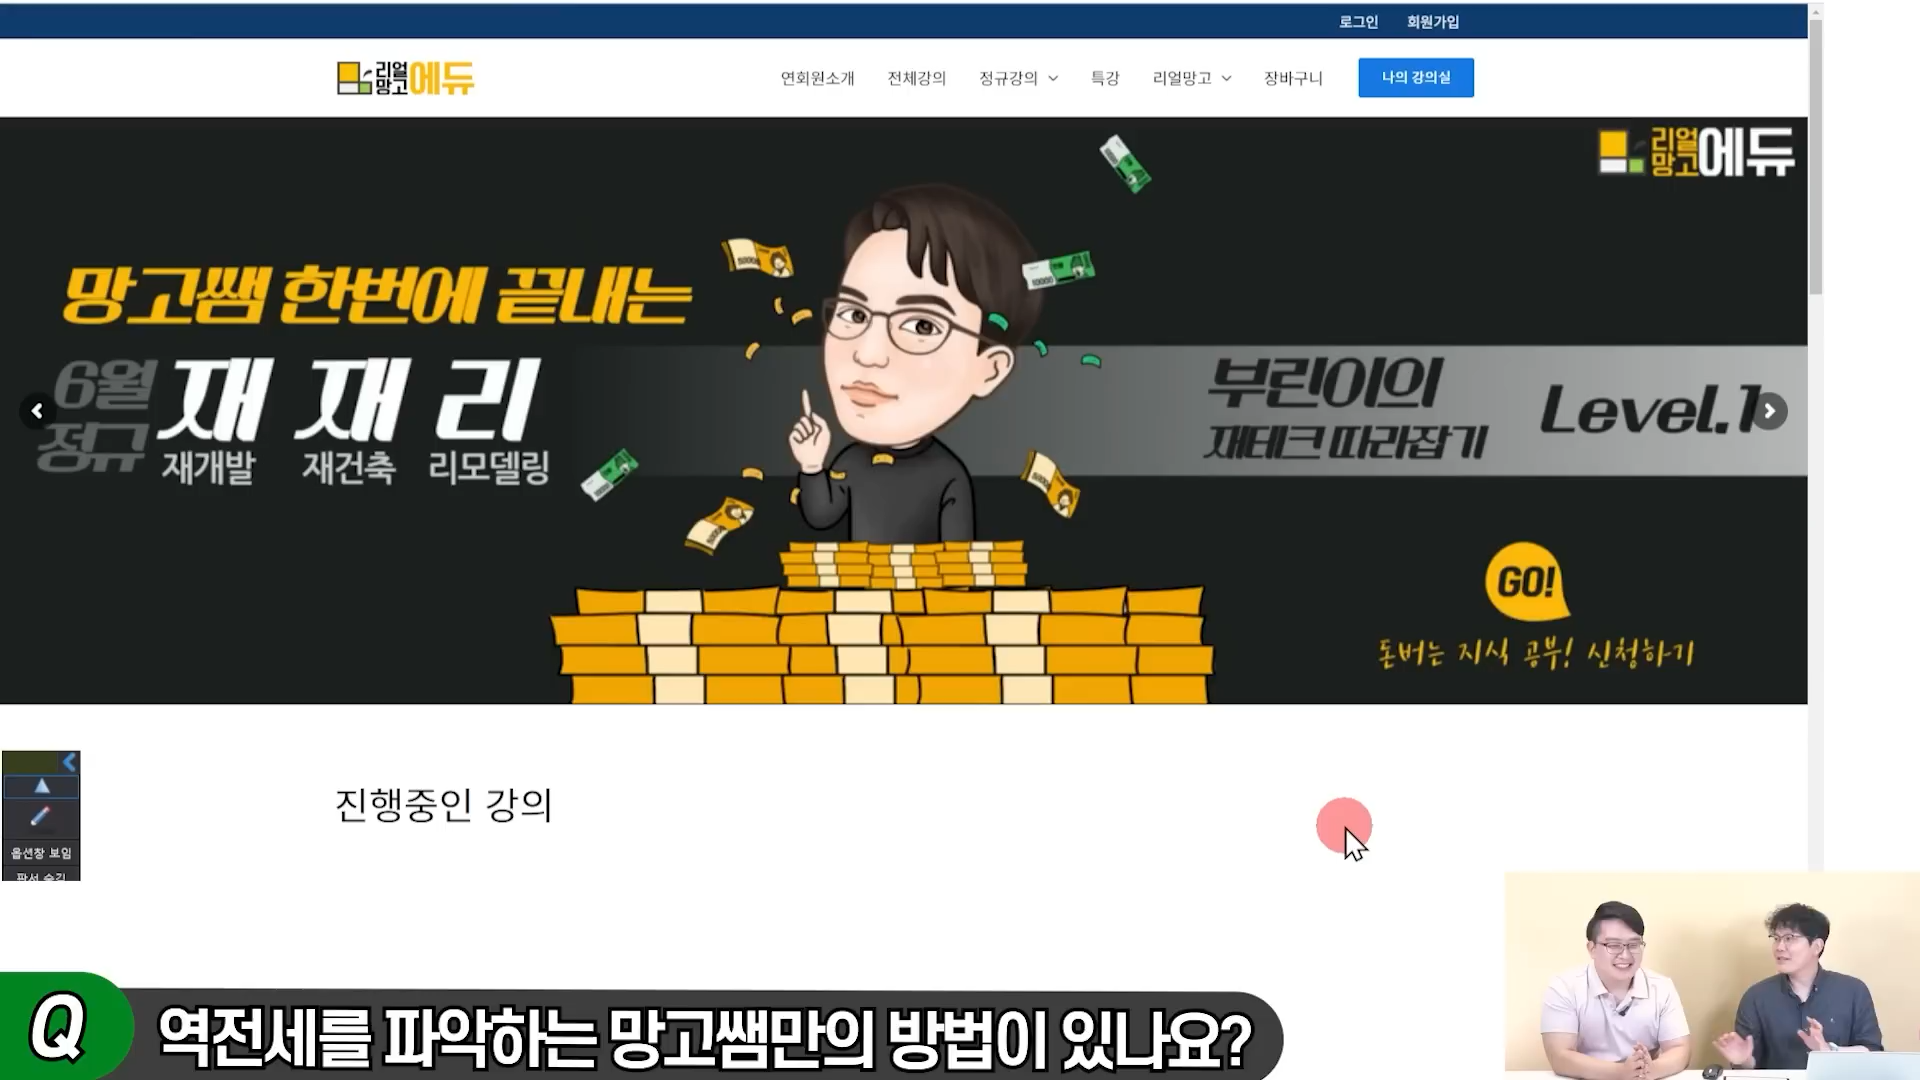 로그인 회원가입
리얼망고에듀 연회원소개 전체강의 정규강의 특강 리얼망고 장바구니 나의 강의실
리얼망고에듀
망고쌤 한번에 끝내는
6월 정규 재 재 리
재개발 재건축 리모델링
부린이의
재테크 따라잡기
Level.1
GO!
돈버는 지식 공부! 신청하기
진행중인 강의
옵션창 보임
판서 숨김
Q 역전세를 파악하는 망고쌤만의 방법이 있나요?